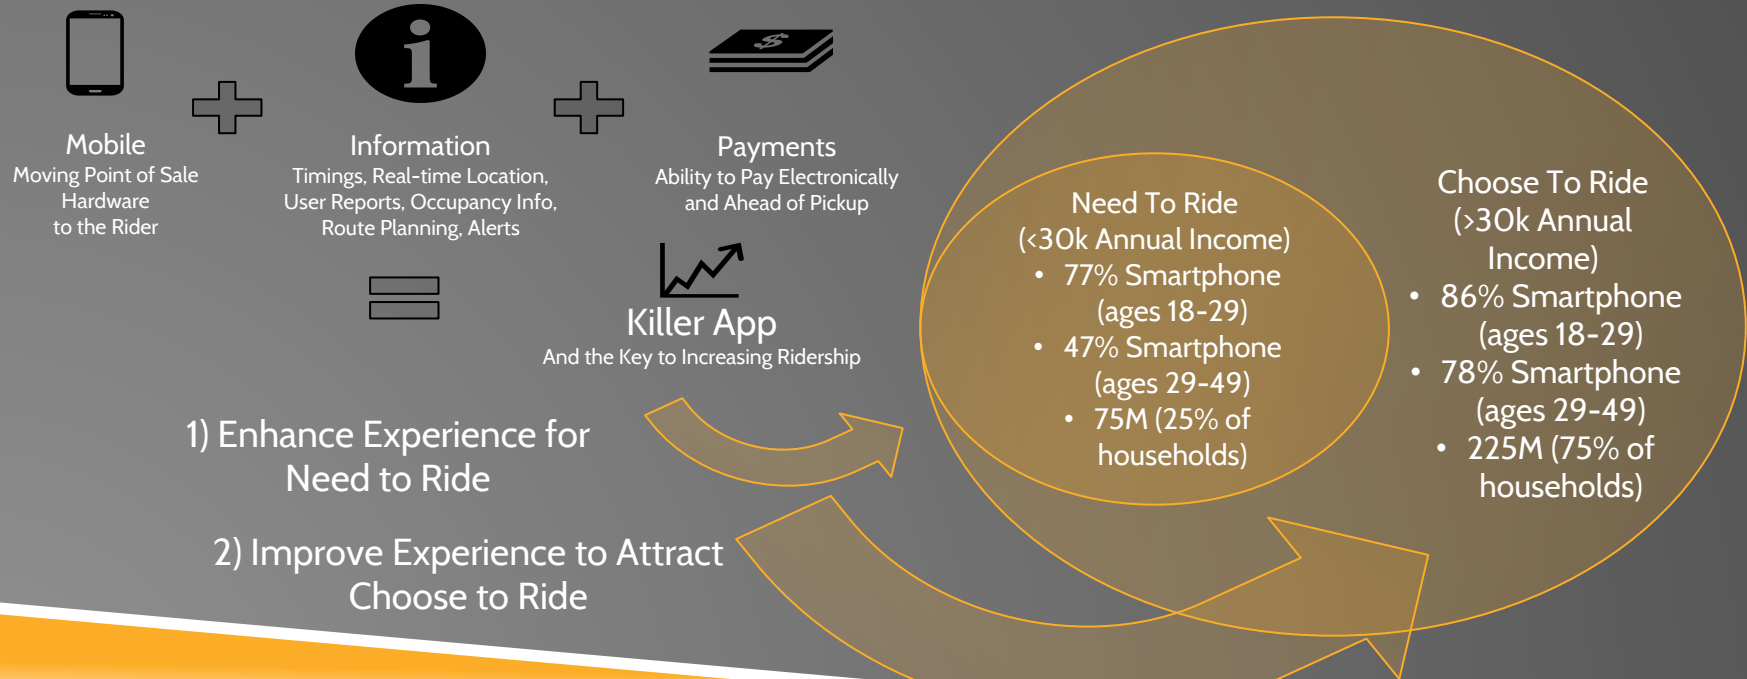 Mobile
Moving Point of Sale
Hardware
to the Rider
Information
Timings, Real-time Location,
User Reports, Occupancy Info,
Route Planning, Alerts
$
Payments
Ability to Pay Electronically
and Ahead of Pickup
Killer App
And the Key to Increasing Ridership
1) Enhance Experience for
Need to Ride
2) Improve Experience to Attract
Choose to Ride
Need To Ride
(<30k Annual Income)
• 77% Smartphone
(ages 18-29)
• 47% Smartphone
(ages 29-49)
• 75M (25% of
households)
Choose To Ride
(>30k Annual
Income)
• 86% Smartphone
(ages 18-29)
• 78% Smartphone
(ages 29-49)
• 225M (75% of
households)